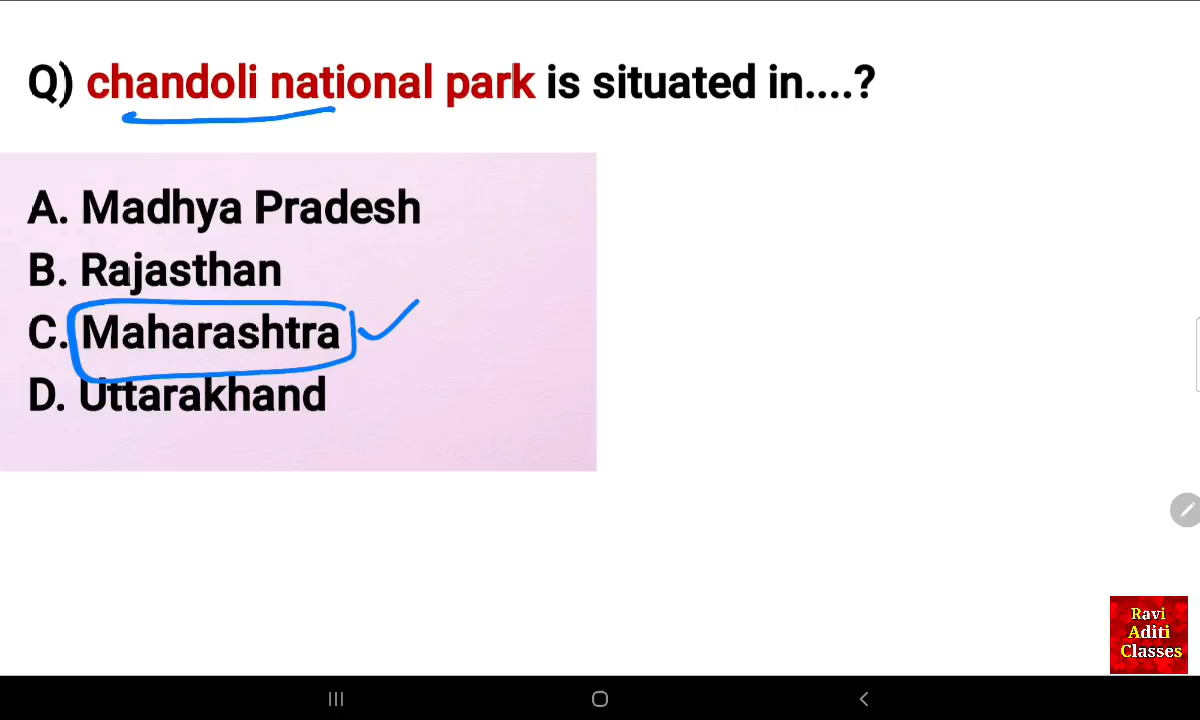 Q) chandoli national park is situated in....?
A. Madhya Pradesh
B. Rajasthan
C. Maharashtra
D. Uttarakhand
Ravi
Aditi
Classes